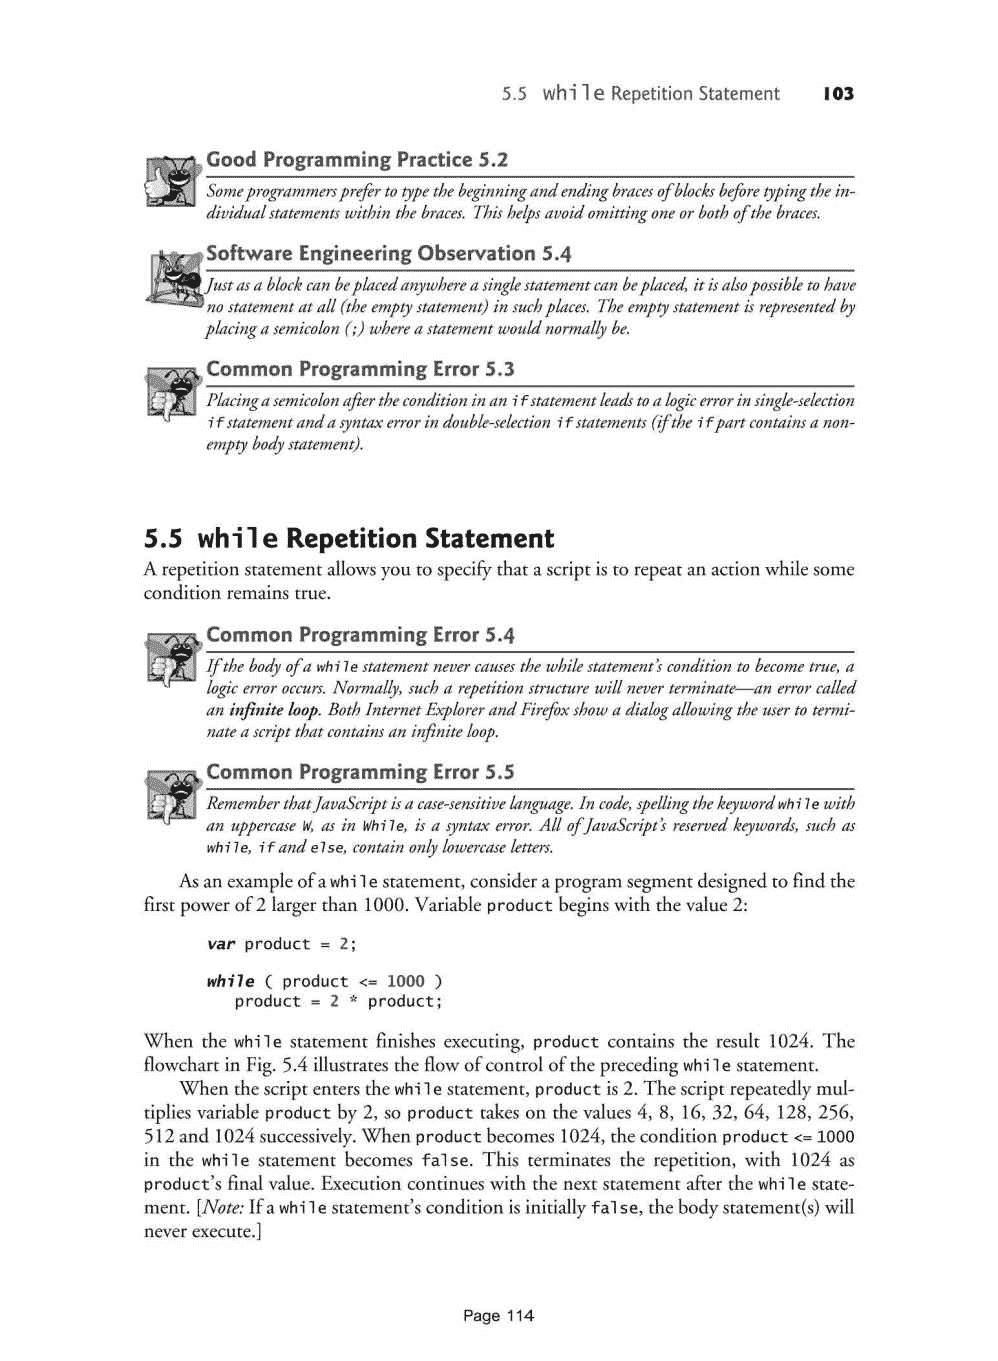 5.5 while Repetition Statement 103
Good Programming Practice 5.2
Some programmers prefer to type the beginning and ending braces of blocks before typing the in-
dividual statements within the braces. This helps avoid omitting one or both of the braces.
Software Engineering Observation 5.4
Just as a block can be placed anywhere a single statement can be placed, it is also possible to have
no statement at all (the empty statement) in such places. The empty statement is represented by
placing a semicolon (;) where a statement would normally be.
Common Programming Error 5.3
Placing a semicolon after the condition in an if statement leads to a logic error in single-selection
if statement and a syntax error in double-selection if statements (if the if part contains a non-
empty body statement).
5.5 while Repetition Statement
A repetition statement allows you to specify that a script is to repeat an action while some
condition remains true.
Common Programming Error 5.4
If the body of a while statement never causes the while statement's condition to become true, a
logic error occurs. Normally, such a repetition structure will never terminate—an error called
an infinite loop. Both Internet Explorer and Firefox show a dialog allowing the user to termi-
nate a script that contains an infinite loop.
Common Programming Error 5.5
Remember that JavaScript is a case-sensitive language. In code, spelling the keyword while with
an uppercase W, as in While, is a syntax error. All of JavaScript's reserved keywords, such as
while, if and else, contain only lowercase letters.
As an example of a while statement, consider a program segment designed to find the
first power of 2 larger than 1000. Variable product begins with the value 2:
var product = 2;
while ( product <= 1000 )
product = 2 * product;
When the while statement finishes executing, product contains the result 1024. The
flowchart in Fig. 5.4 illustrates the flow of control of the preceding while statement.
When the script enters the while statement, product is 2. The script repeatedly mul-
tiplies variable product by 2, so product takes on the values 4, 8, 16, 32, 64, 128, 256,
512 and 1024 successively. When product becomes 1024, the condition product <= 1000
in the while statement becomes false. This terminates the repetition, with 1024 as
product's final value. Execution continues with the next statement after the while state-
ment. [Note: If a while statement's condition is initially false, the body statement(s) will
never execute.]
Page 114